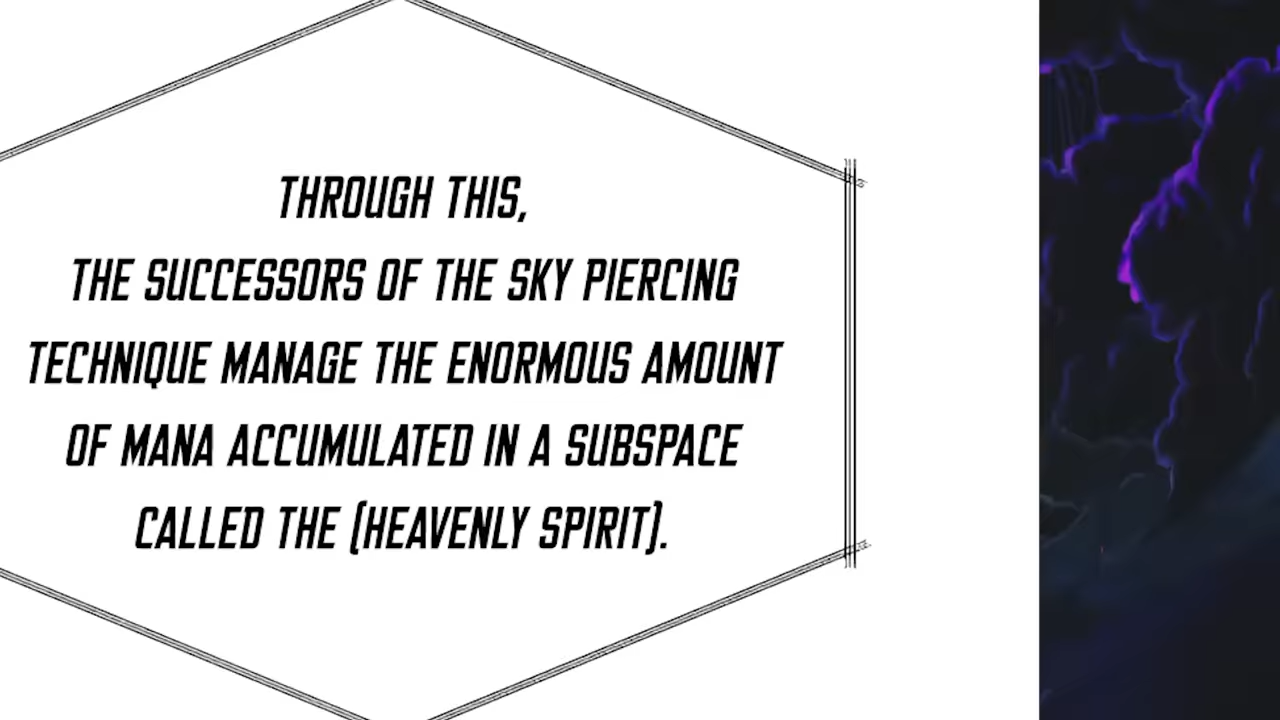 THROUGH THIS,
THE SUCCESSORS OF THE SKY PIERCING
TECHNIQUE MANAGE THE ENORMOUS AMOUNT
OF MANA ACCUMULATED IN A SUBSPACE
CALLED THE [HEAVENLY SPIRIT].